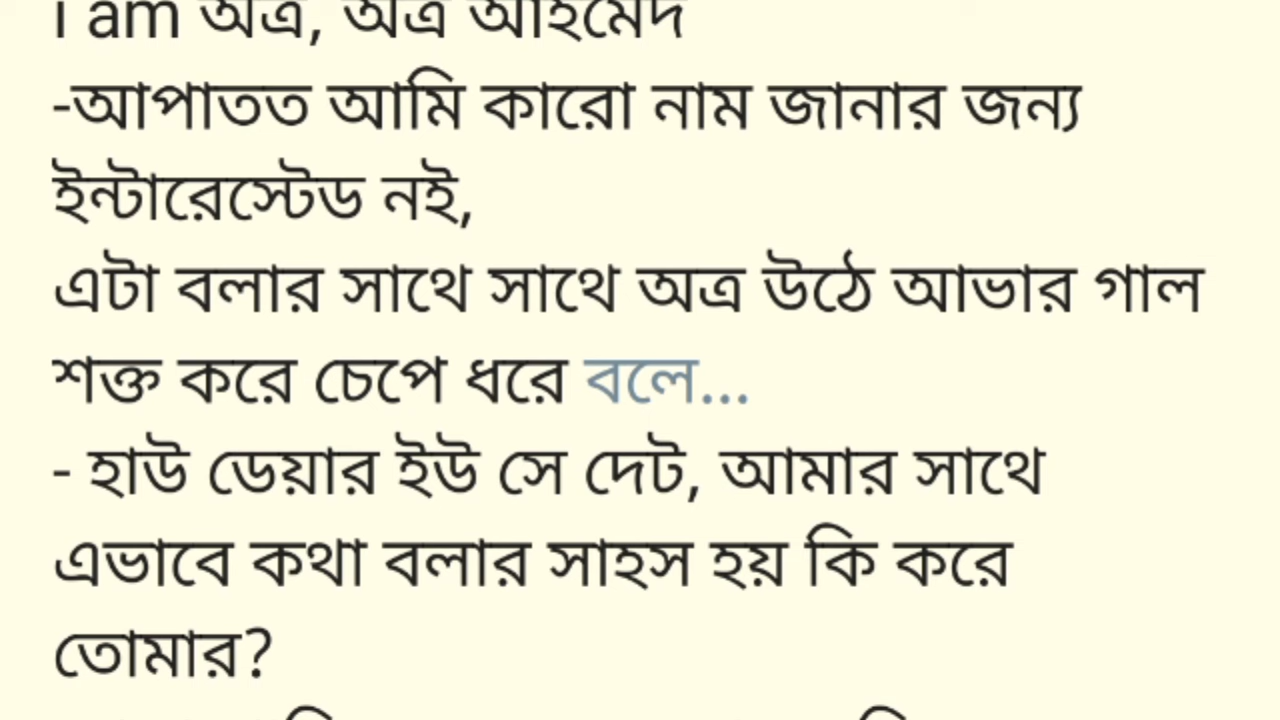 i am অত্র, অত্র আহমেদ
-আপাতত আমি কারো নাম জানার জন্য
ইন্টারেস্টেড নই,
এটা বলার সাথে সাথে অত্র উঠে আভার গাল
শক্ত করে চেপে ধরে বলে...
- হাউ ডেয়ার ইউ সে দেট, আমার সাথে
এভাবে কথা বলার সাহস হয় কি করে
তোমার?